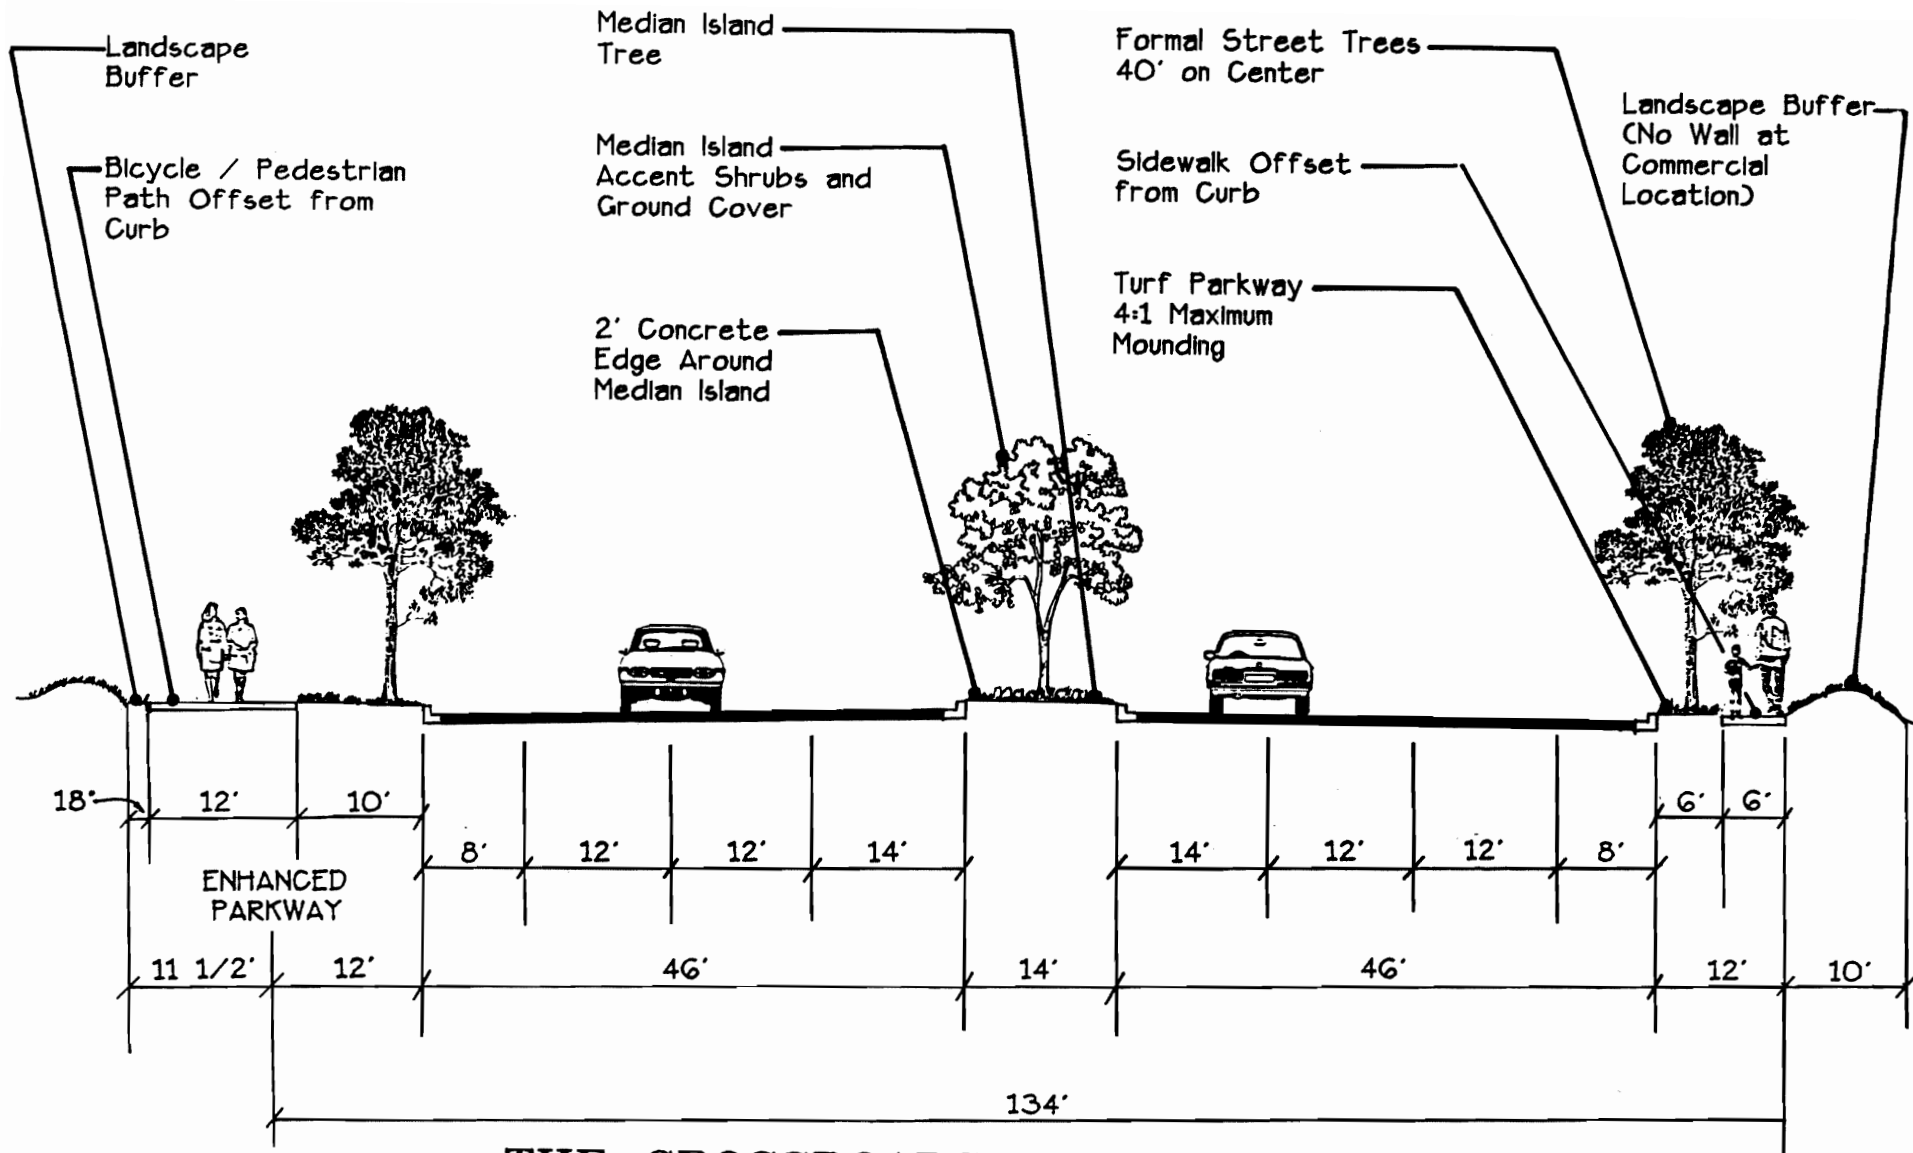 Landscape
Buffer
Bicycle / Pedestrian
Path Offset from
Curb
Median Island
Tree
Median Island
Accent Shrubs and
Ground Cover
2' Concrete
Edge Around
Median Island
Formal Street Trees
40' on Center
Sidewalk Offset
from Curb
Turf Parkway
4:1 Maximum
Mounding
Landscape Buffer
(No Wall at
Commercial
Location)
18"
12'
10'
6'
6'
8'
12'
12'
14'
14'
12'
12'
8'
ENHANCED
PARKWAY
11 1/2'
12'
46'
14'
46'
12'
10'
134'